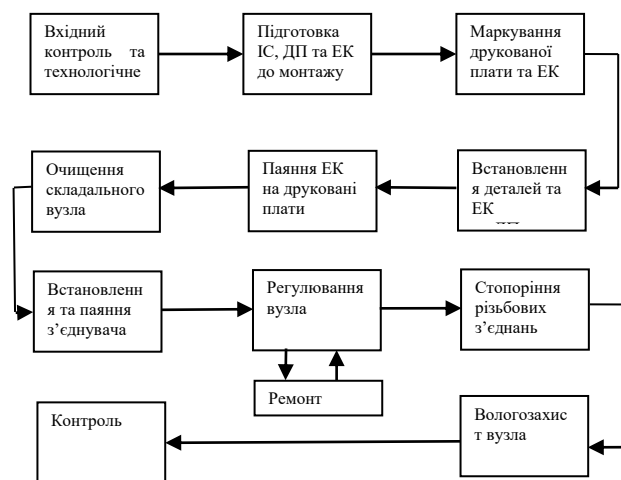 Вхідний
контроль та
технологічне
Підготовка
ІС, ДП та ЕК
до монтажу
Маркування
друкованої
плати та ЕК
Очищення
складального
вузла
Паяння ЕК
на друковані
плати
Встановленн
я деталей та
ЕК
Встановленн
я та паяння
з’єднувача
Регулювання
вузла
Стопоріння
різьбових
з’єднань
Ремонт
Контроль
Вологозахис
т вузла